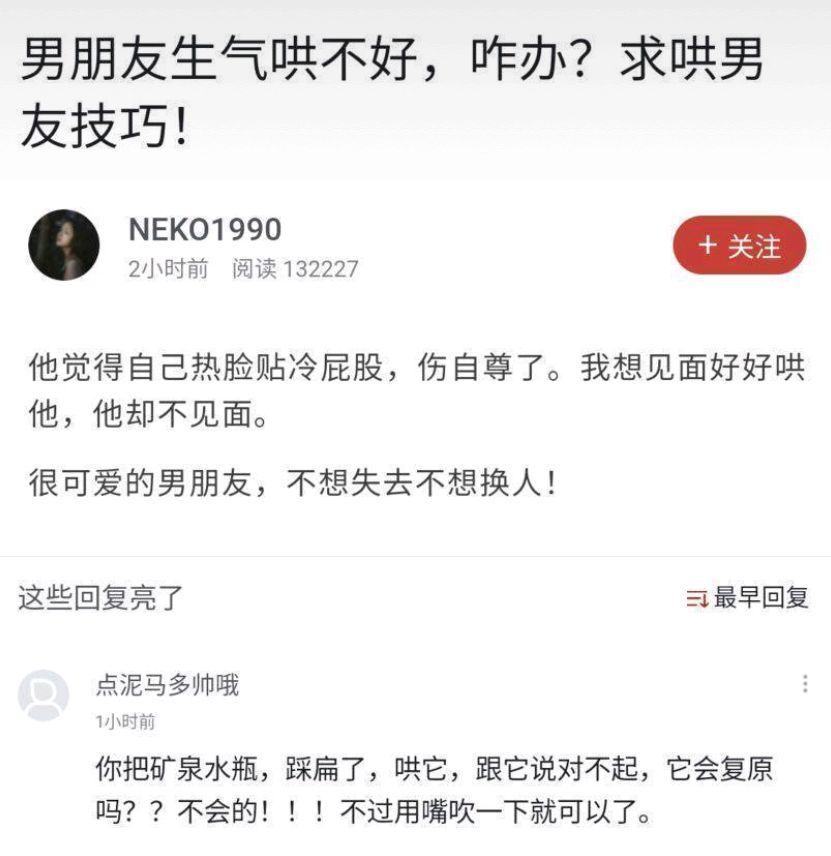 男朋友生气哄不好，咋办？求哄男
友技巧！
NEKO1990
2小时前 阅读 132227
+ 关注
他觉得自己热脸贴冷屁股，伤自尊了。我想见面好好哄
他，他却不见面。
很可爱的男朋友，不想失去不想换人！
这些回复亮了
最早回复
点泥马多帅哦
1小时前
你把矿泉水瓶，踩扁了，哄它，跟它说对不起，它会复原
吗？？不会的！！！不过用嘴吹一下就可以了。